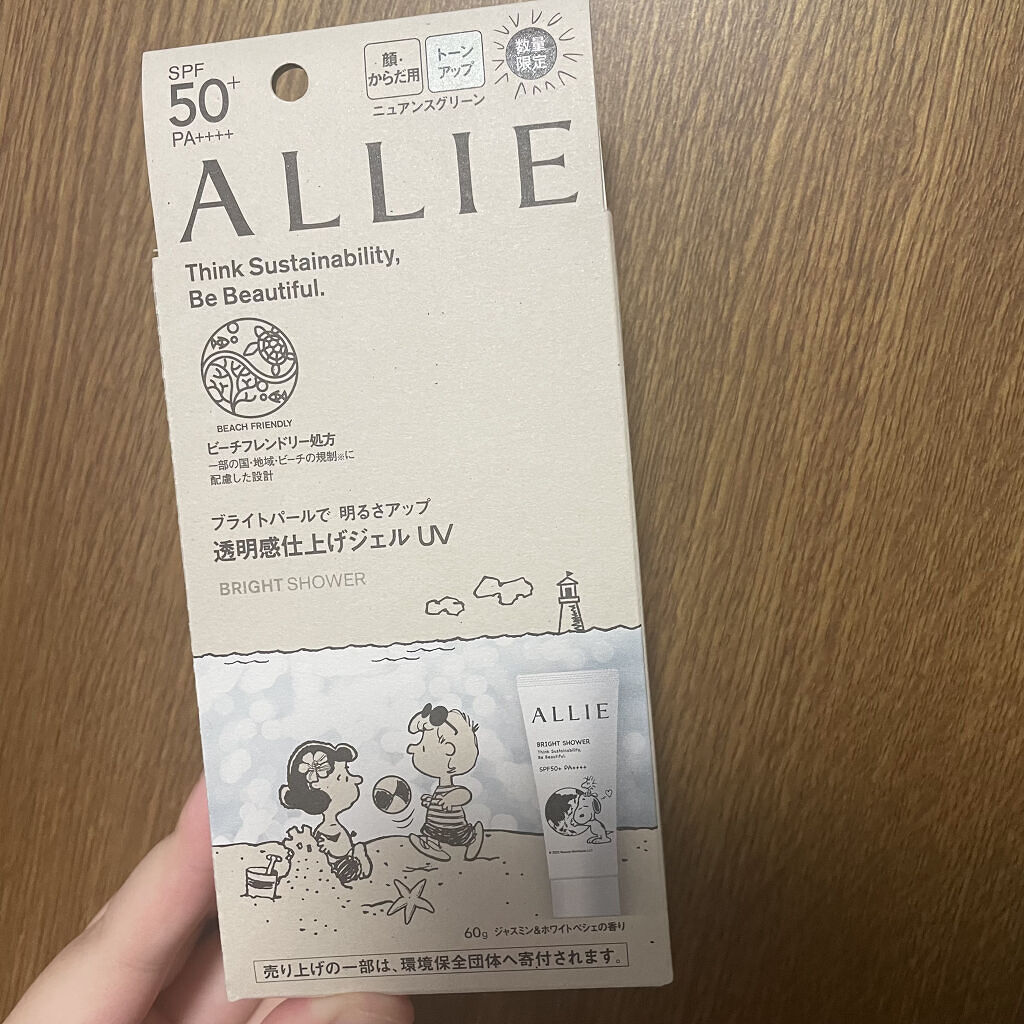 SPF
50+
PA++++
顔・
からだ用
トーン
アップ
数量
限定
ニュアンスグリーン
ALLIE
Think Sustainability,
Be Beautiful.
BEACH FRIENDLY
ビーチフレンドリー処方
一部の国・地域・ビーチの規制※に
配慮した設計
ブライトパールで 明るさアップ
透明感仕上げジェル UV
BRIGHT SHOWER
ALLIE
BRIGHT SHOWER
Think Sustainability,
Be Beautiful.
SPF50+ PA++++
60g ジャスミン&ホワイトペシェの香り
売り上げの一部は、環境保全団体へ寄付されます。